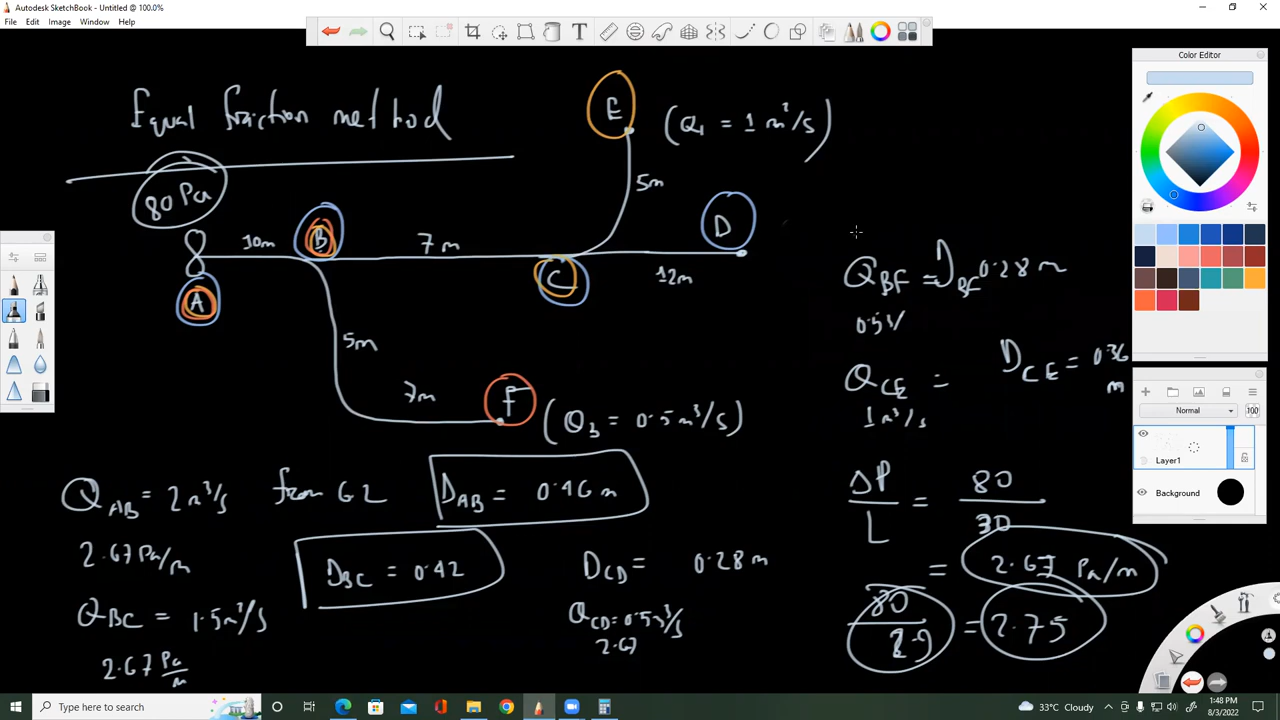 Autodesk SketchBook - Untitled @ 100.0%
File Edit Image Window Help
Color Editor
Equal friction method
80 Pa
E
(Q1 = 1 m³/s)
5m
10m
B
7 m
D
C
12m
A
5m
7m
F
(Q3 = 0.5 m³/s)
QBF = DBF 0.28 m
0.5 /
QCE =
1 m³/s
DCE = 0.36
m
QAB = 2 m³/s from G2
DAB = 0.46 m
2.67 Pa/m
DBC = 0.42
DCD = 0.28 m
QBC = 1.5 m³/s
QCD = 0.5 m³/s
2.67
2.67 Pa/m
ΔP/L = 80/30
= 2.67 Pa/m
80/29 = 2.75
Normal
100
Layer1
Background
Type here to search
33°C Cloudy
1:48 PM
8/3/2022